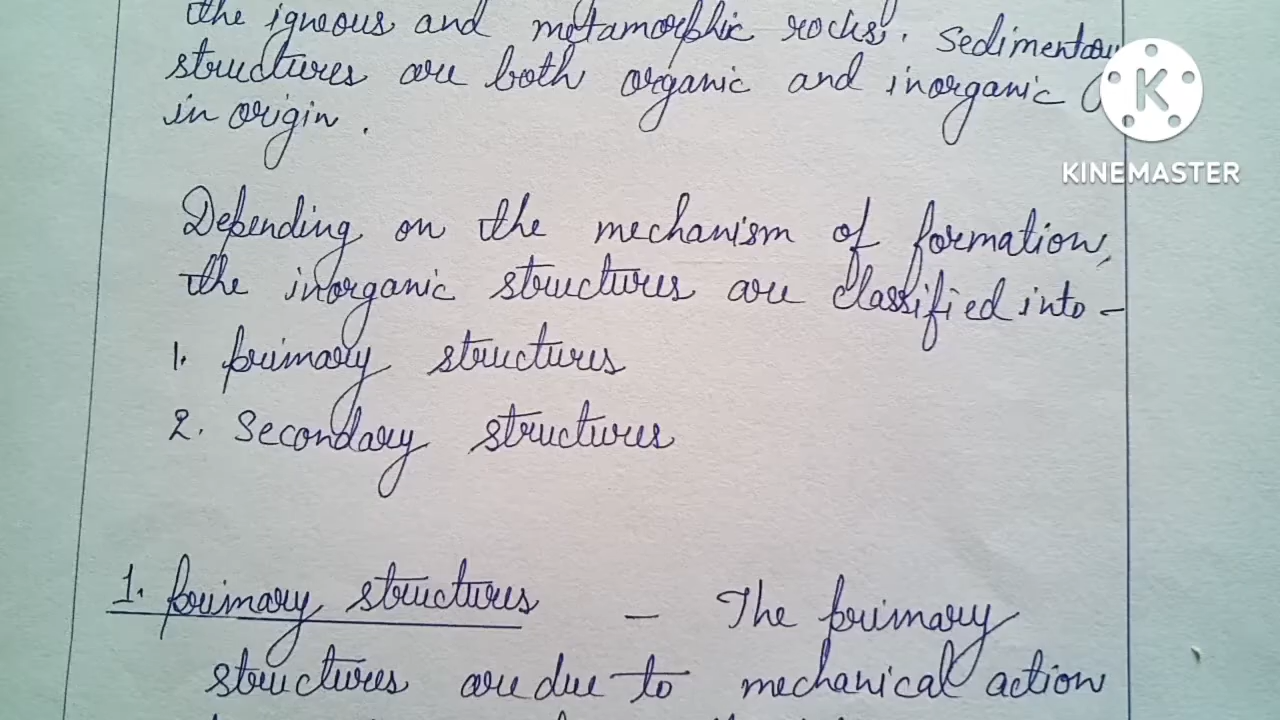 the igneous and metamorphic rocks. Sedimentary
structures are both organic and inorganic
in origin.
K
KINEMASTER
Depending on the mechanism of formation,
the inorganic structures are classified into -
1. primary structures
2. Secondary structures
1. primary structures - The primary
structures are due to mechanical action